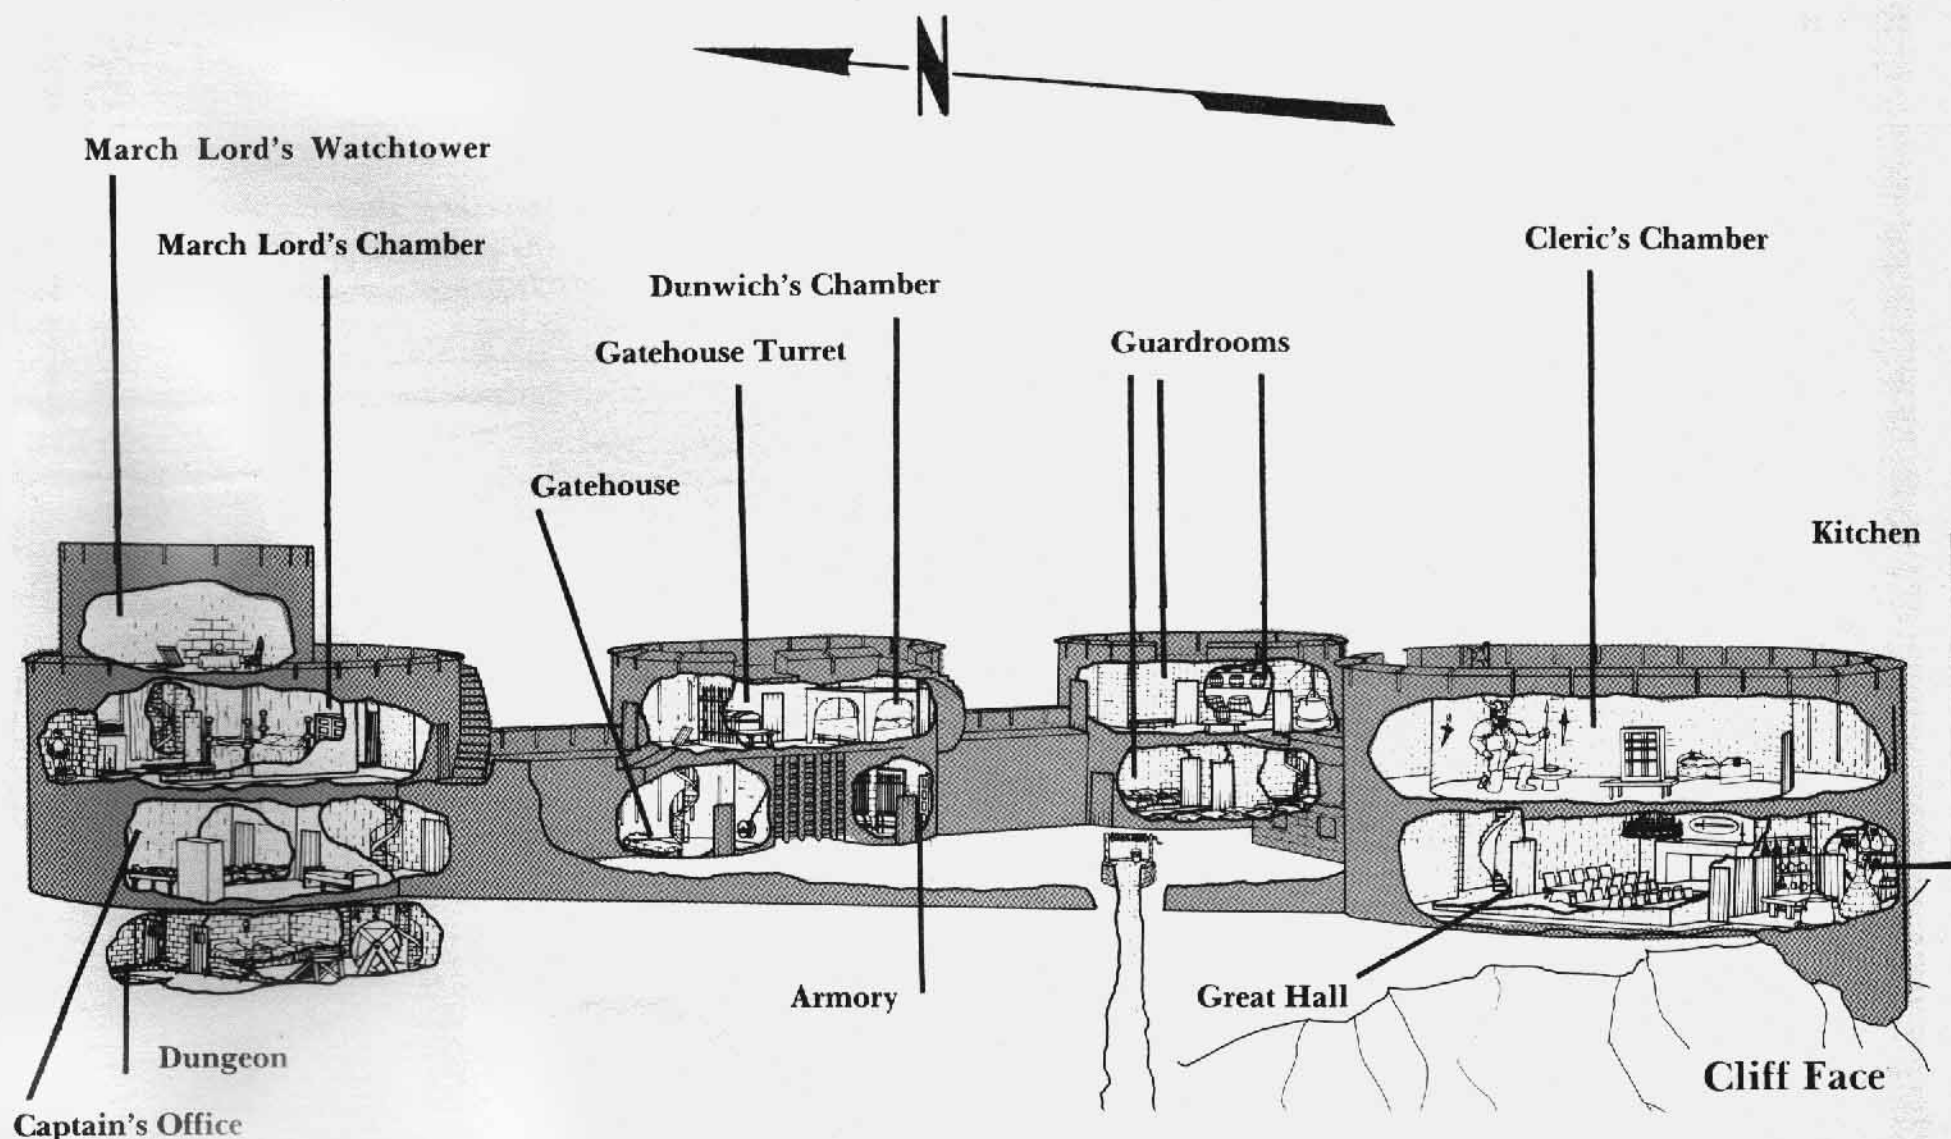 N
March Lord's Watchtower
March Lord's Chamber
Cleric's Chamber
Dunwich's Chamber
Guardrooms
Gatehouse Turret
Gatehouse
Kitchen
Armory
Great Hall
Dungeon
Cliff Face
Captain's Office